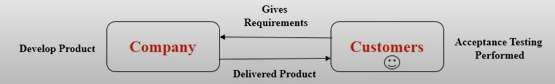 Gives
Requirements
Develop Product
Company
Customers
Acceptance Testing
Performed
Delivered Product